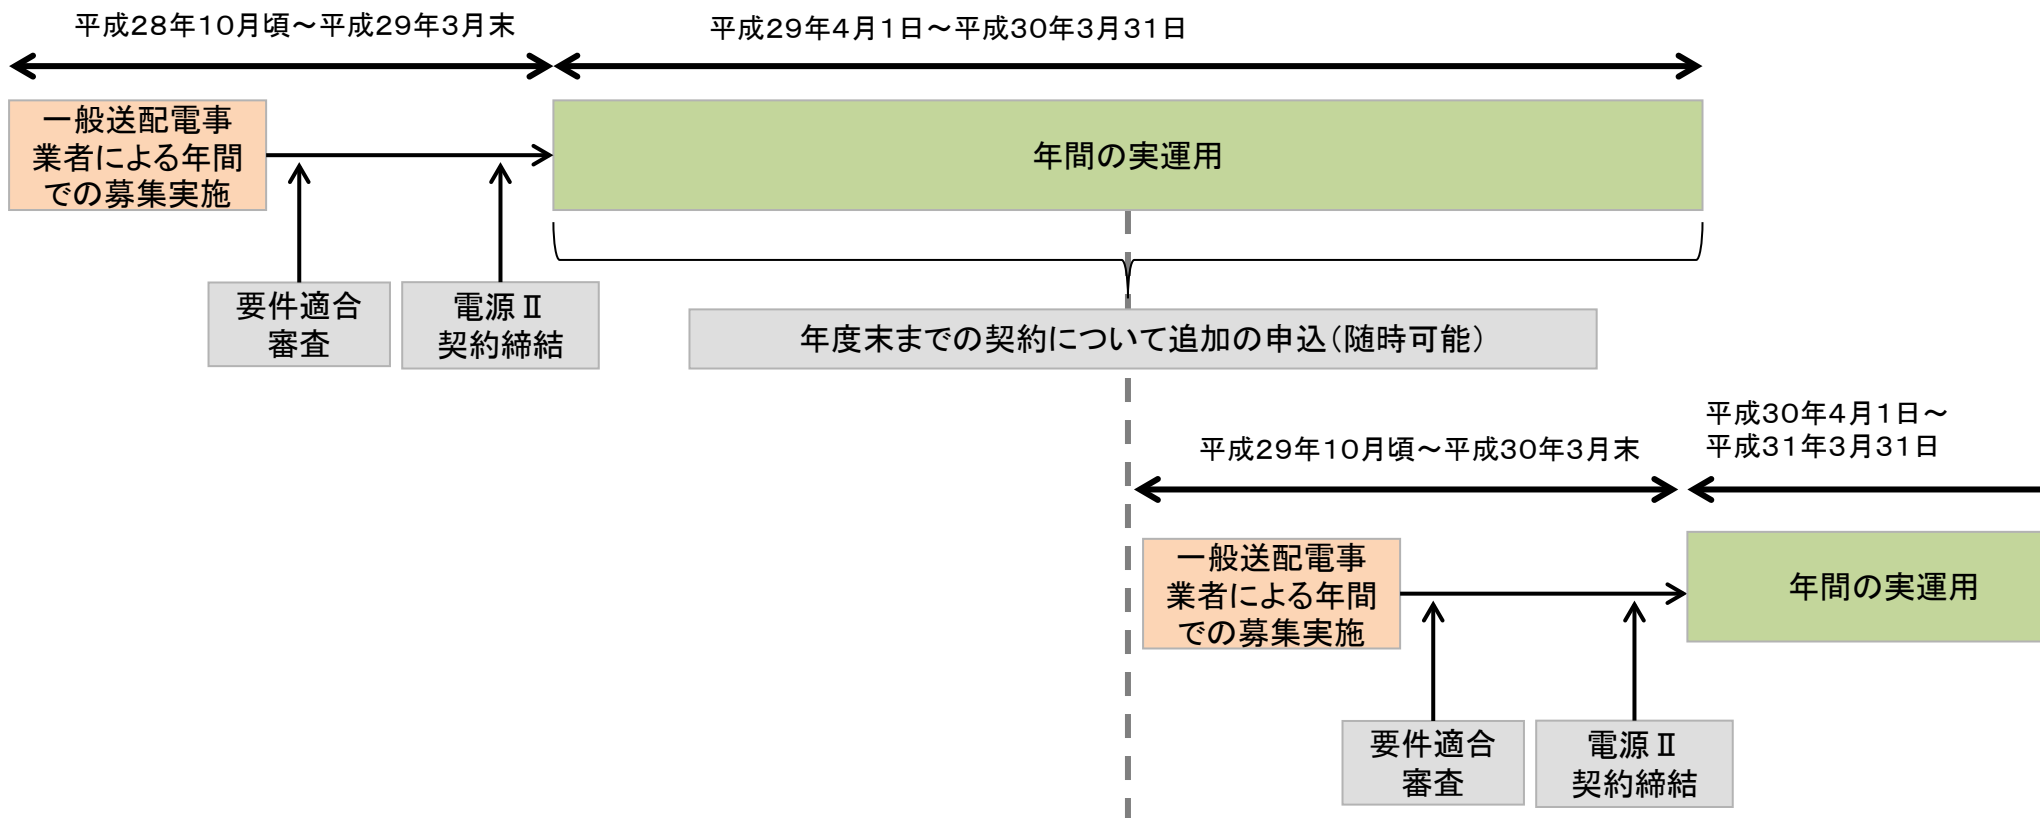 平成28年10月頃～平成29年3月末
平成29年4月1日～平成30年3月31日
一般送配電事
業者による年間
での募集実施
年間の実運用
要件適合
審査
電源Ⅱ
契約締結
年度末までの契約について追加の申込（随時可能）
平成29年10月頃～平成30年3月末
平成30年4月1日～
平成31年3月31日
一般送配電事
業者による年間
での募集実施
年間の実運用
要件適合
審査
電源Ⅱ
契約締結